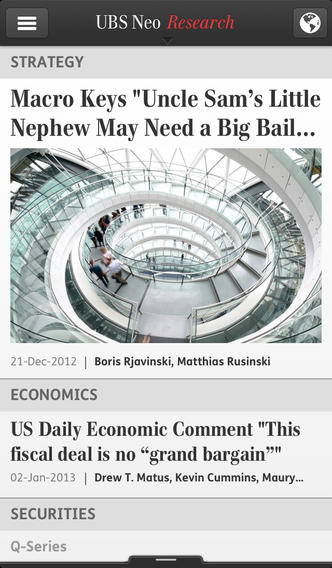 UBS Neo Research
STRATEGY
Macro Keys "Uncle Sam’s Little
Nephew May Need a Big Bail...
21-Dec-2012 | Boris Rjavinski, Matthias Rusinski
ECONOMICS
US Daily Economic Comment "This
fiscal deal is no “grand bargain”"
02-Jan-2013 | Drew T. Matus, Kevin Cummins, Maury...
SECURITIES
Q-Series